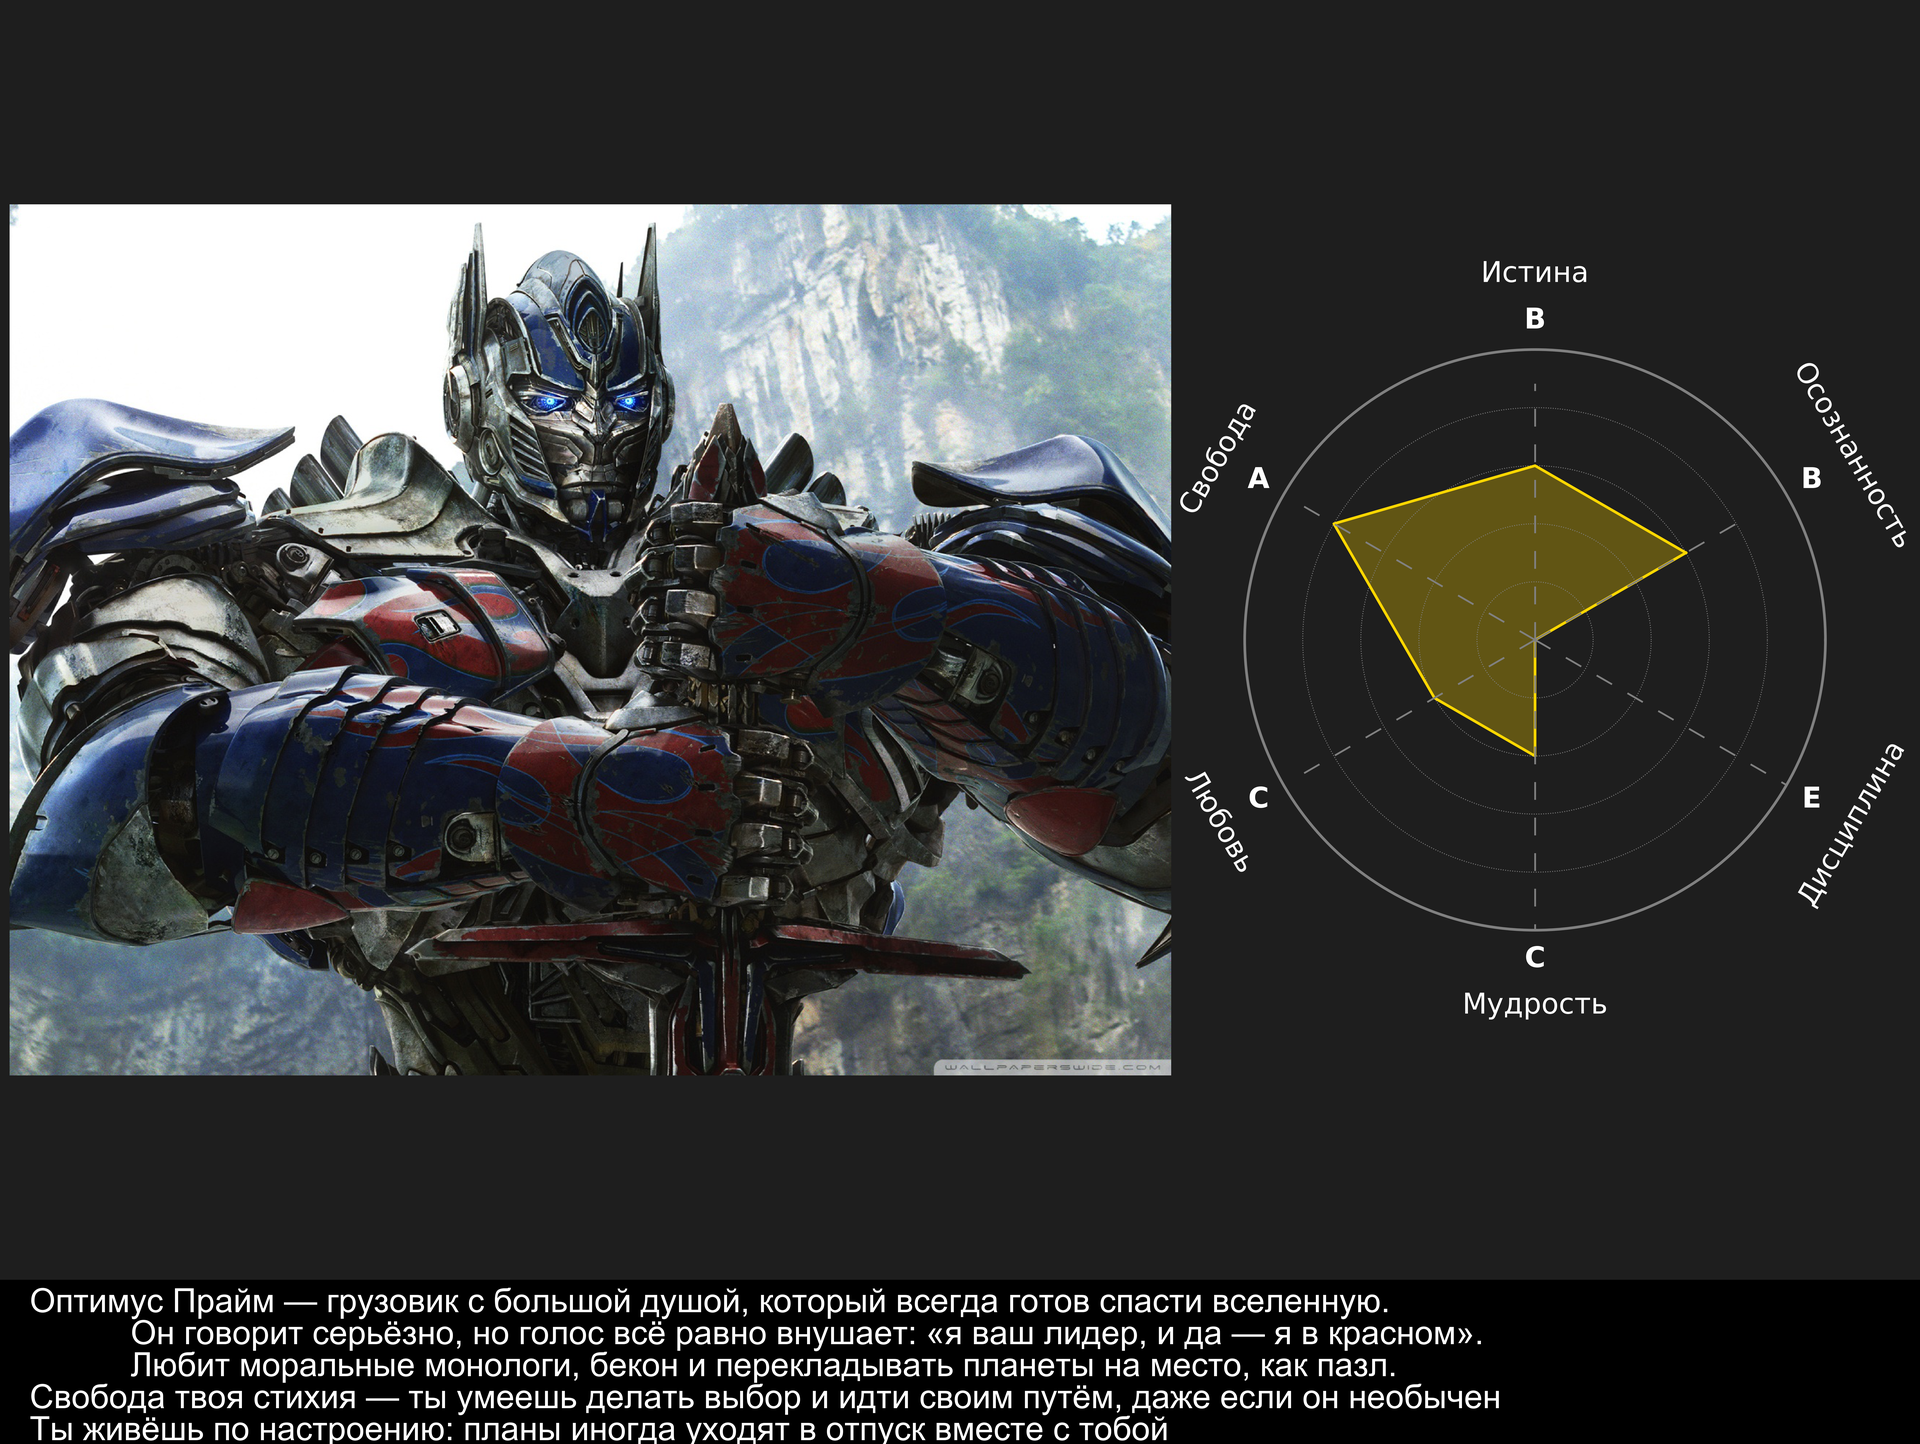 Истина
B
Осознанность
B
Свобода
A
Любовь
C
Дисциплина
E
C
Мудрость
WALLPAPERSWIDE.COM
Оптимус Прайм — грузовик с большой душой, который всегда готов спасти вселенную.
Он говорит серьёзно, но голос всё равно внушает: «я ваш лидер, и да — я в красном».
Любит моральные монологи, бекон и перекладывать планеты на место, как пазл.
Свобода твоя стихия — ты умеешь делать выбор и идти своим путём, даже если он необычен
Ты живёшь по настроению: планы иногда уходят в отпуск вместе с тобой